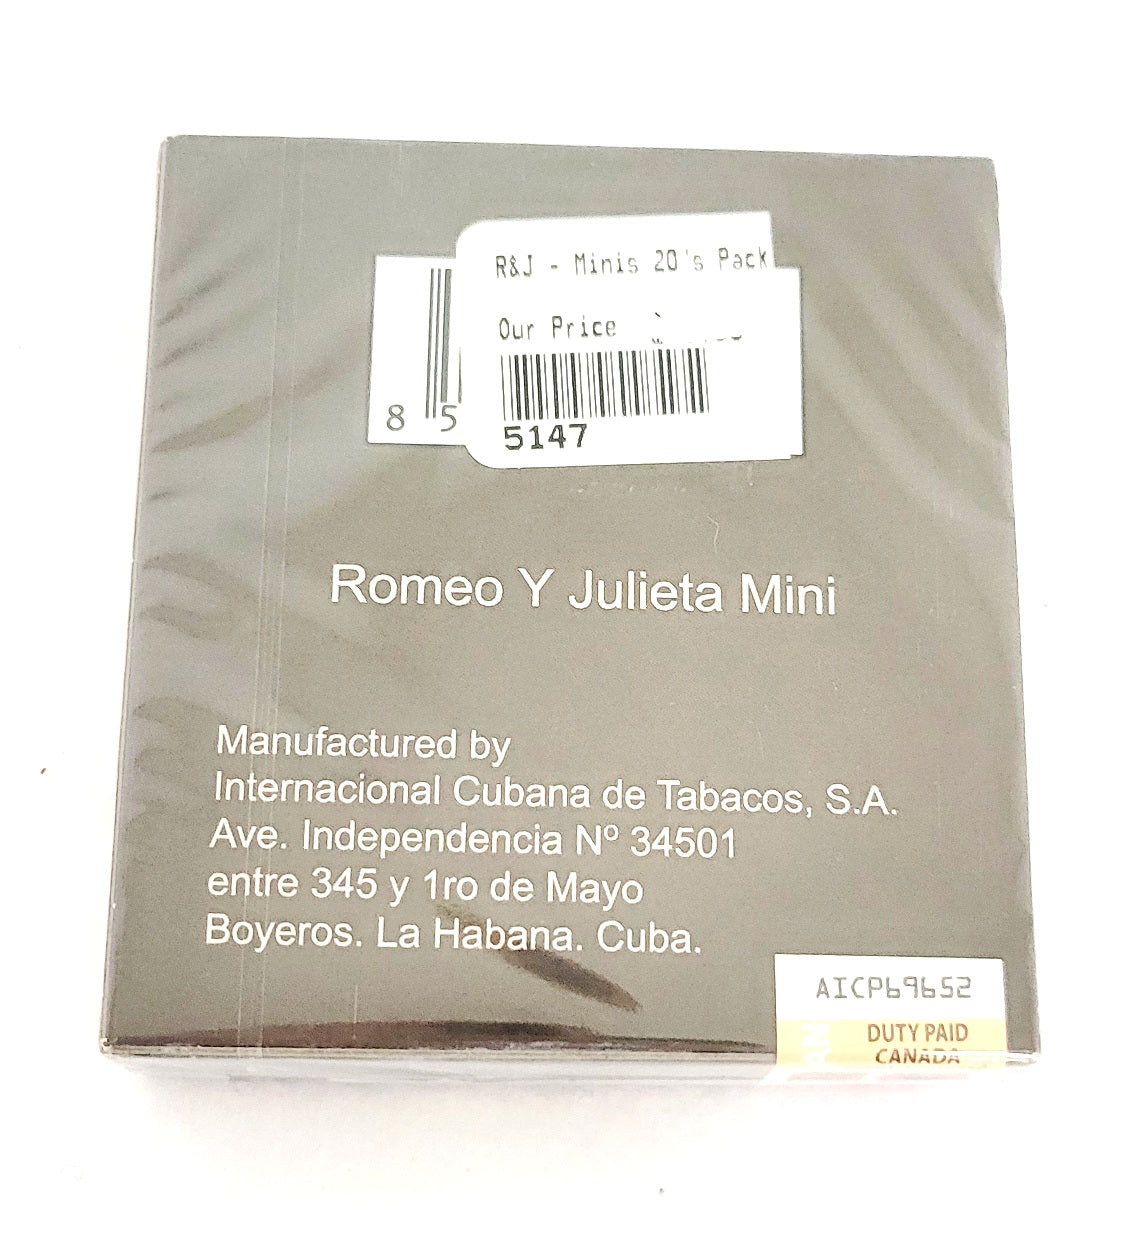 R&J - Minis 20's Pack
Our Price
8 5
5147
Romeo Y Julieta Mini
Manufactured by
Internacional Cubana de Tabacos, S.A.
Ave. Independencia Nº 34501
entre 345 y 1ro de Mayo
Boyeros. La Habana. Cuba.
AICP69652
DUTY PAID
CANADA